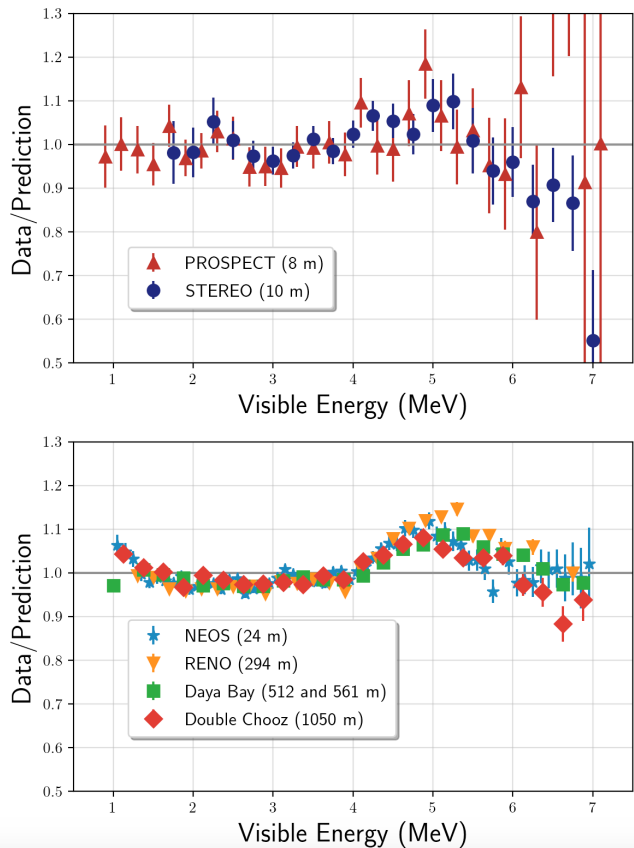 1.3
1.2
1.1
1.0
0.9
0.8
0.7
0.6
0.5
Data/Prediction
PROSPECT (8 m)
STEREO (10 m)
1 2 3 4 5 6 7
Visible Energy (MeV)
1.3
1.2
1.1
1.0
0.9
0.8
0.7
0.6
0.5
Data/Prediction
NEOS (24 m)
RENO (294 m)
Daya Bay (512 and 561 m)
Double Chooz (1050 m)
1 2 3 4 5 6 7
Visible Energy (MeV)